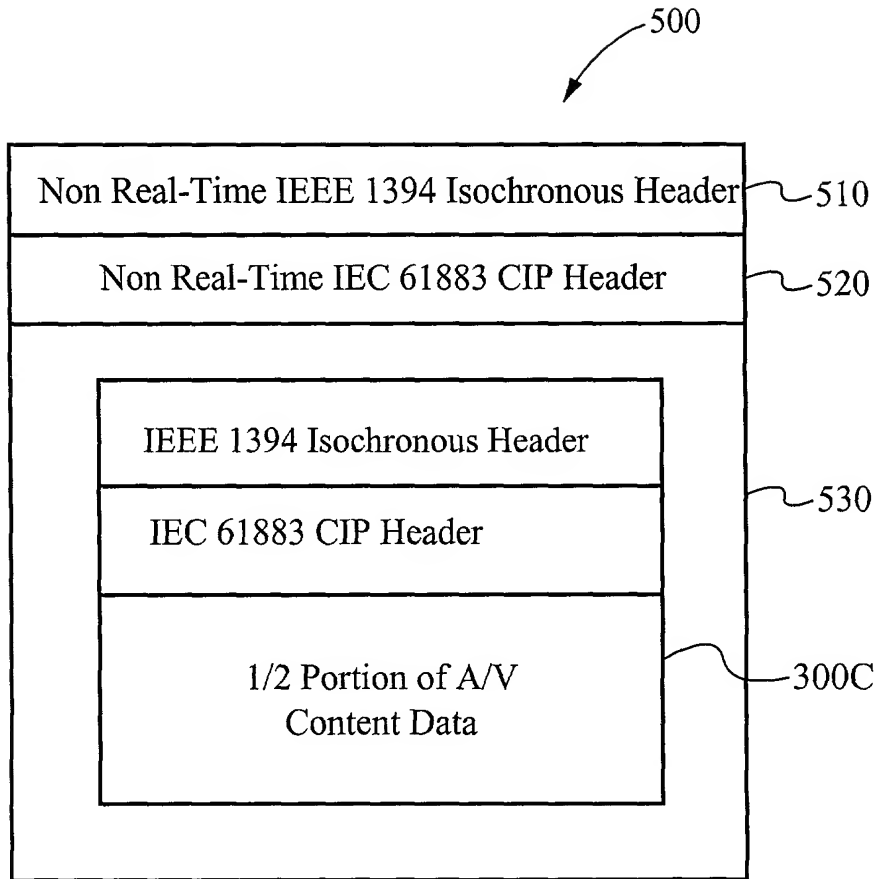 500
Non Real-Time IEEE 1394 Isochronous Header
510
Non Real-Time IEC 61883 CIP Header
520
IEEE 1394 Isochronous Header
530
IEC 61883 CIP Header
1/2 Portion of A/V
Content Data
300C